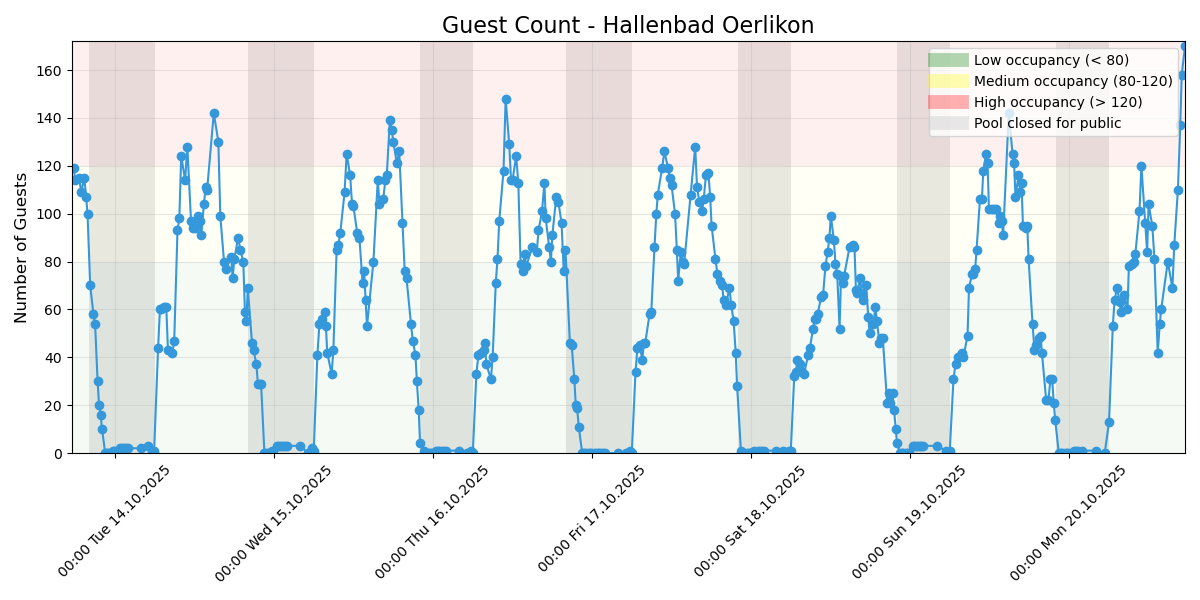 Guest Count - Hallenbad Oerlikon
Low occupancy (< 80)
Medium occupancy (80-120)
High occupancy (> 120)
Pool closed for public
Number of Guests
160
140
120
100
80
60
40
20
0
00:00 Tue 14.10.2025
00:00 Wed 15.10.2025
00:00 Thu 16.10.2025
00:00 Fri 17.10.2025
00:00 Sat 18.10.2025
00:00 Sun 19.10.2025
00:00 Mon 20.10.2025